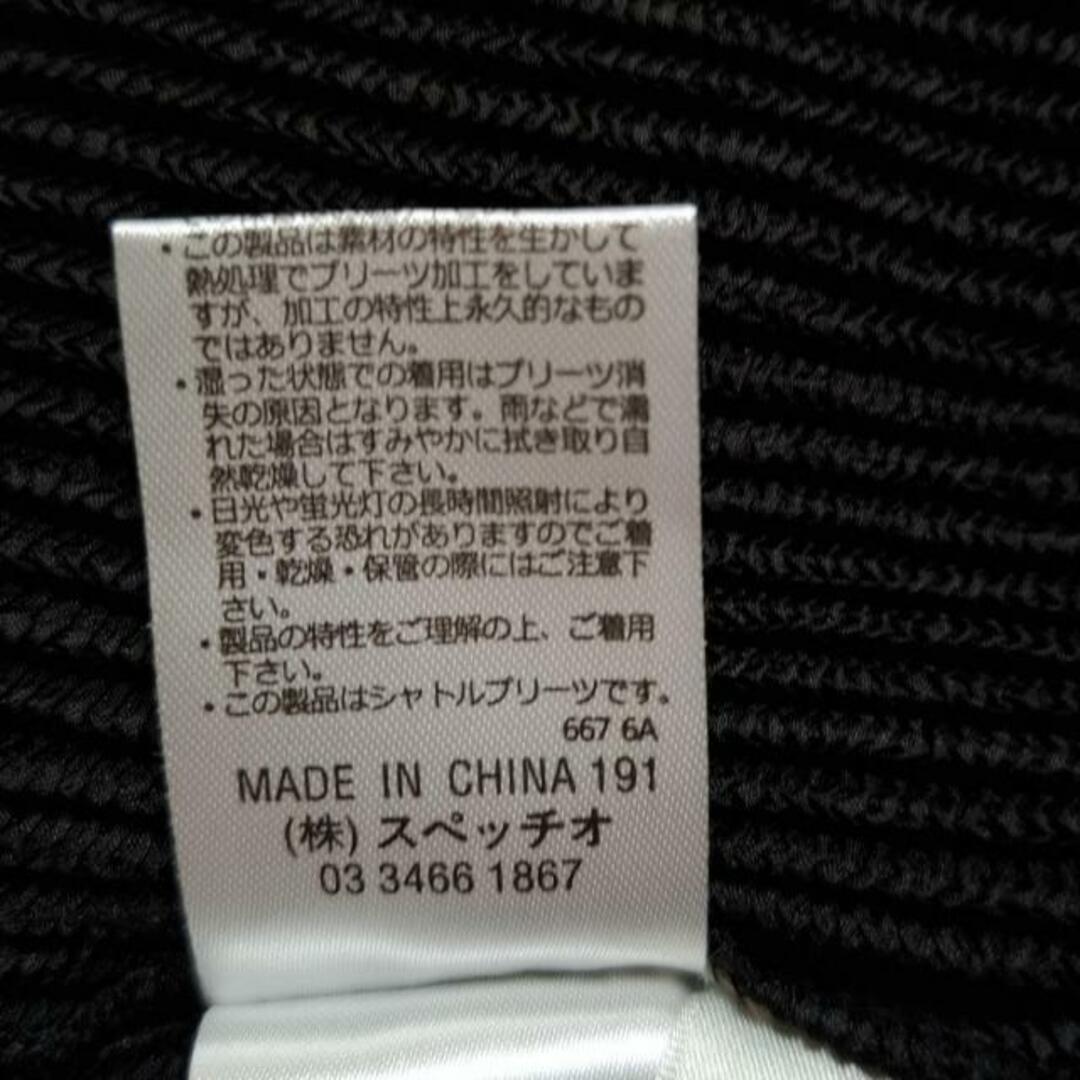 ・この製品は素材の特性を生かして
熱処理でプリーツ加工をしていま
すが、加工の特性上永久的なもの
ではありません。
・湿った状態での着用はプリーツ消
失の原因となります。雨などで濡
れた場合はすみやかに拭き取り自
然乾燥して下さい。
・日光や蛍光灯の長時間照射により
変色する恐れがありますのでご着
用・乾燥・保管の際にはご注意下
さい。
・製品の特性をご理解の上、ご着用
下さい。
・この製品はシャトルプリーツです。
667 6A
MADE IN CHINA 191
(株) スペッチオ
03 3466 1867